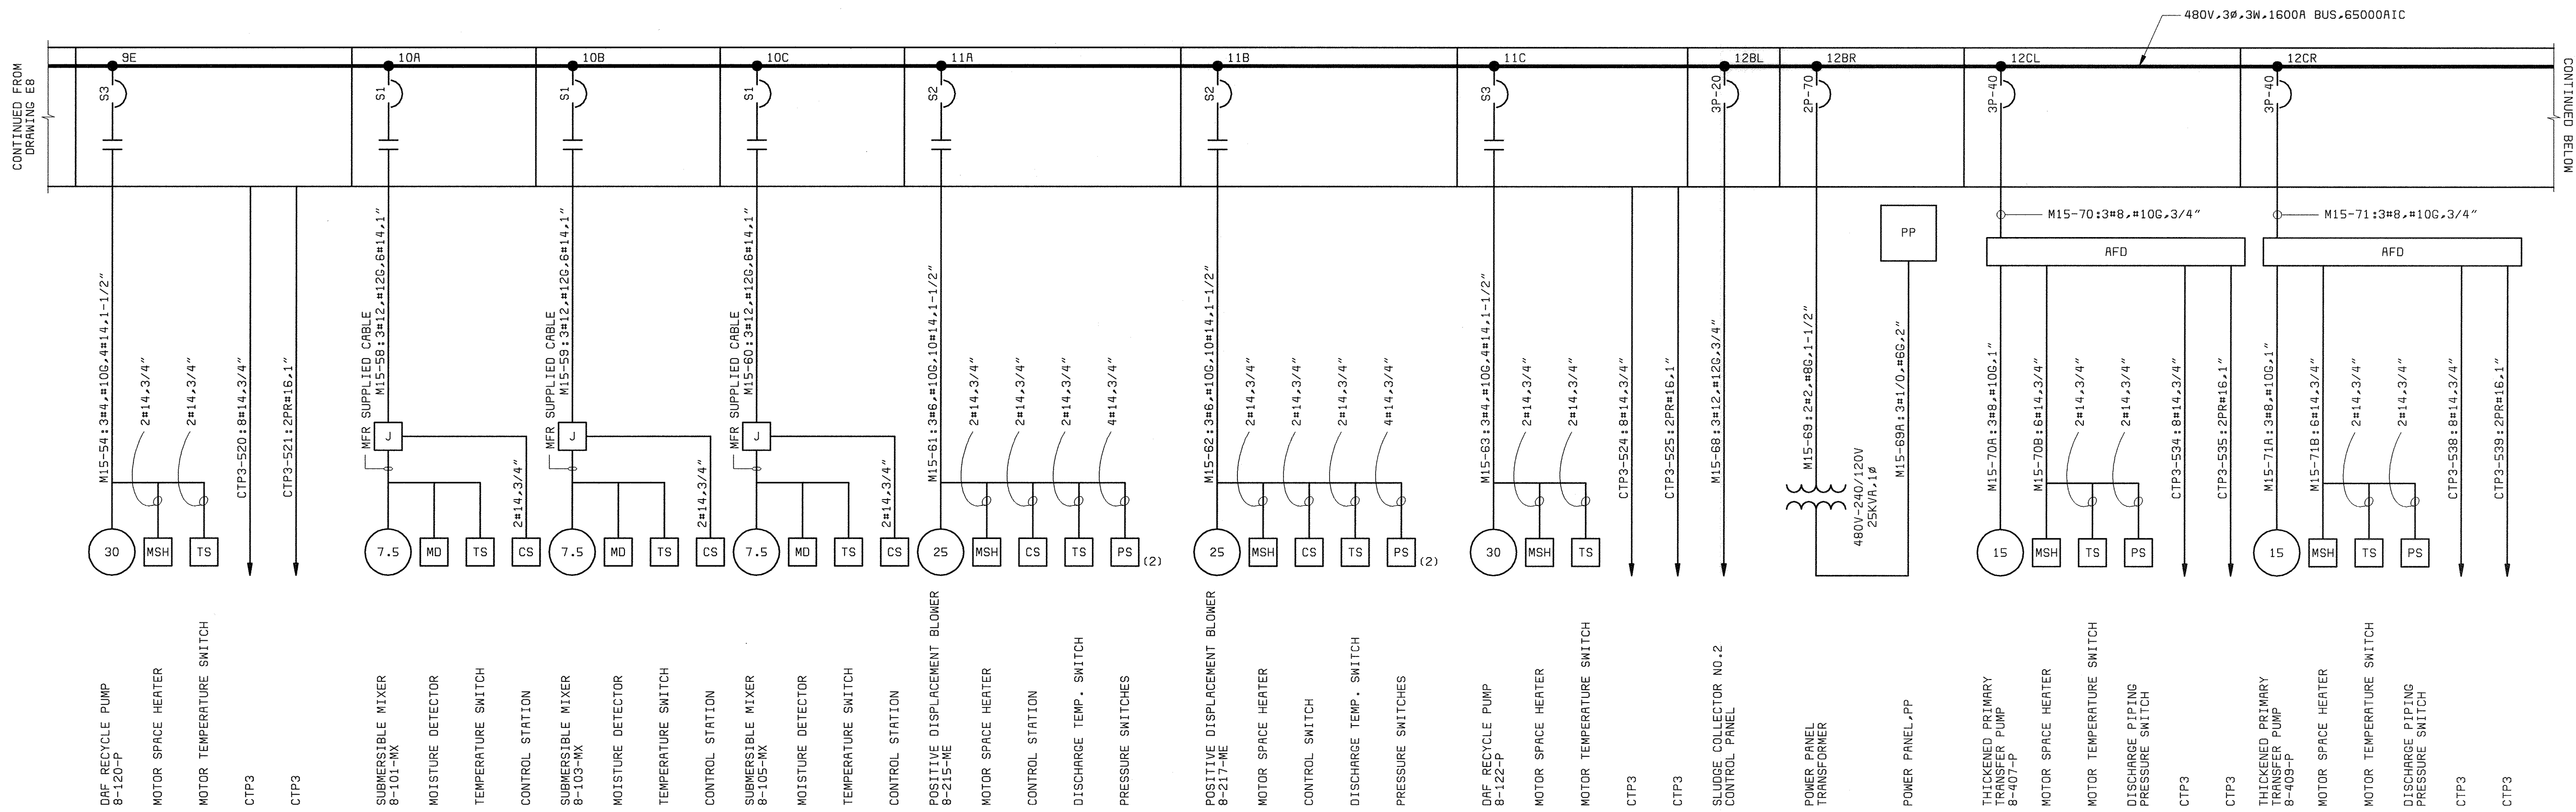 480V,3Ø,3W,1600A BUS,65000AIC
CONTINUED FROM
DRAWING E8
CONTINUED BELOW
9E
10A
10B
10C
11A
11B
11C
12BL
12BR
12CL
12CR
S3
S1
S1
S1
S2
S2
S3
3P-20
2P-70
3P-40
3P-40
M15-70:3#8,#10G,3/4"
M15-71:3#8,#10G,3/4"
PP
AFD
AFD
M15-54:3#4,#10G,4#14,1-1/2"
2#14,3/4"
2#14,3/4"
CTP3-520:8#14,3/4"
CTP3-521:2PR#16,1"
MFR SUPPLIED CABLE
M15-58:3#12,#12G,6#14,1"
2#14,3/4"
MFR SUPPLIED CABLE
M15-59:3#12,#12G,6#14,1"
2#14,3/4"
MFR SUPPLIED CABLE
M15-60:3#12,#12G,6#14,1"
2#14,3/4"
M15-61:3#6,#10G,10#14,1-1/2"
2#14,3/4"
2#14,3/4"
2#14,3/4"
4#14,3/4"
M15-62:3#6,#10G,10#14,1-1/2"
2#14,3/4"
2#14,3/4"
2#14,3/4"
4#14,3/4"
M15-63:3#4,#10G,4#14,1-1/2"
2#14,3/4"
2#14,3/4"
CTP3-524:8#14,3/4"
CTP3-525:2PR#16,1"
M15-68:3#12,#12G,3/4"
M15-69:2#2,#8G,1-1/2"
480V-240/120V
25KVA,1Ø
M15-69A:3#1/0,#6G,2"
M15-70A:3#8,#10G,1"
M15-70B:6#14,3/4"
2#14,3/4"
2#14,3/4"
CTP3-534:8#14,3/4"
CTP3-535:2PR#16,1"
M15-71A:3#8,#10G,1"
M15-71B:6#14,3/4"
2#14,3/4"
2#14,3/4"
CTP3-538:8#14,3/4"
CTP3-539:2PR#16,1"
J
J
J
30
MSH
TS
7.5
MD
TS
CS
7.5
MD
TS
CS
7.5
MD
TS
CS
25
MSH
CS
TS
PS
(2)
25
MSH
CS
TS
PS
(2)
30
MSH
TS
15
MSH
TS
PS
15
MSH
TS
PS
DAF RECYCLE PUMP
8-120-P
MOTOR SPACE HEATER
MOTOR TEMPERATURE SWITCH
CTP3
CTP3
SUBMERSIBLE MIXER
8-101-MX
MOISTURE DETECTOR
TEMPERATURE SWITCH
CONTROL STATION
SUBMERSIBLE MIXER
8-103-MX
MOISTURE DETECTOR
TEMPERATURE SWITCH
CONTROL STATION
SUBMERSIBLE MIXER
8-105-MX
MOISTURE DETECTOR
TEMPERATURE SWITCH
CONTROL STATION
POSITIVE DISPLACEMENT BLOWER
8-215-ME
MOTOR SPACE HEATER
CONTROL STATION
DISCHARGE TEMP. SWITCH
PRESSURE SWITCHES
POSITIVE DISPLACEMENT BLOWER
8-217-ME
MOTOR SPACE HEATER
CONTROL SWITCH
DISCHARGE TEMP. SWITCH
PRESSURE SWITCHES
DAF RECYCLE PUMP
8-122-P
MOTOR SPACE HEATER
MOTOR TEMPERATURE SWITCH
CTP3
CTP3
SLUDGE COLLECTOR NO.2
CONTROL PANEL
POWER PANEL
TRANSFORMER
POWER PANEL,PP
THICKENED PRIMARY
TRANSFER PUMP
8-407-P
MOTOR SPACE HEATER
MOTOR TEMPERATURE SWITCH
DISCHARGE PIPING
PRESSURE SWITCH
CTP3
CTP3
THICKENED PRIMARY
TRANSFER PUMP
8-409-P
MOTOR SPACE HEATER
MOTOR TEMPERATURE SWITCH
DISCHARGE PIPING
PRESSURE SWITCH
CTP3
CTP3